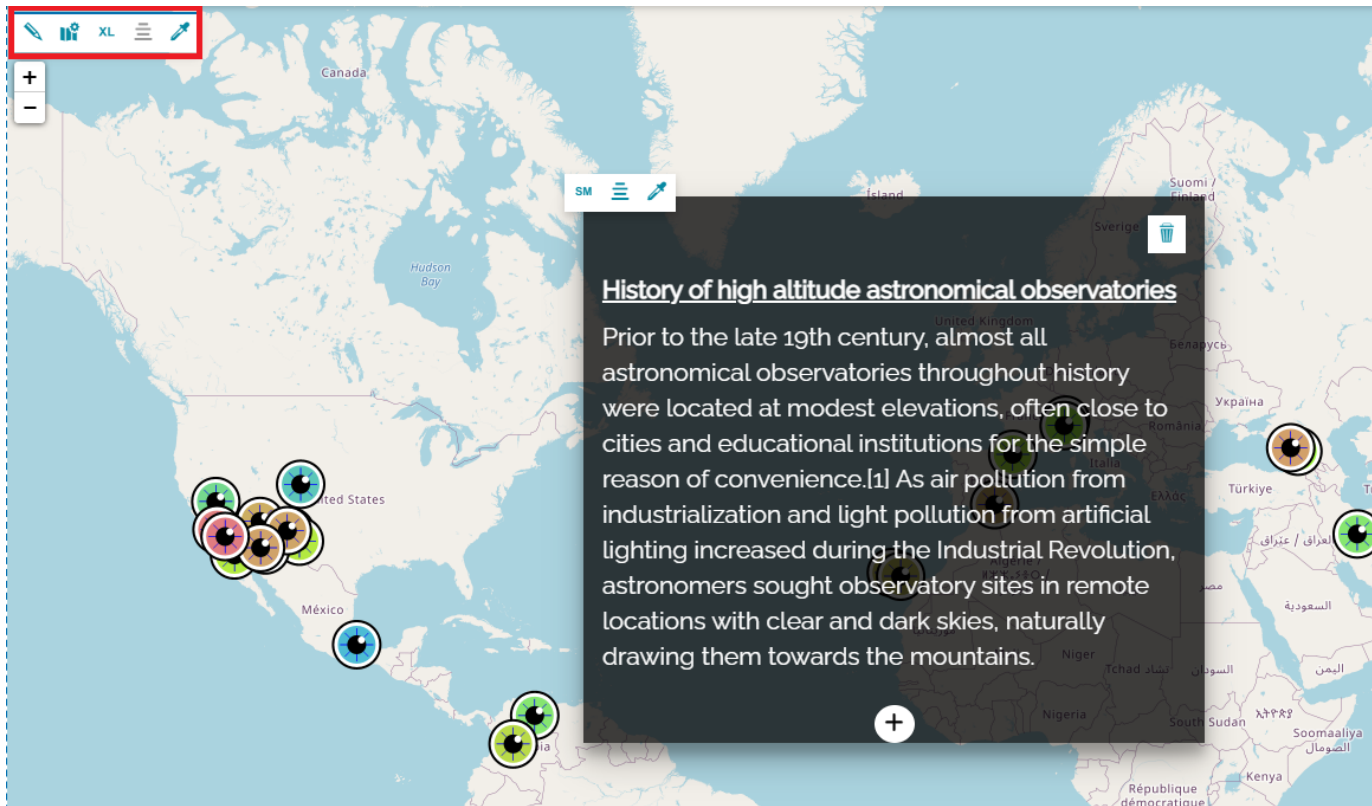 XL
+
Canada
−
SM
Ísland
Suomi /
Finland
Sverige
Hudson
Bay
History of high altitude astronomical observatories
United Kingdom
Prior to the late 19th century, almost all
Беларусь
astronomical observatories throughout history
were located at modest elevations, often close to
Україна
cities and educational institutions for the simple
România
reason of convenience.[1] As air pollution from
Italia
Türkiye
United States
Ελλάς
industrialization and light pollution from artificial
lighting increased during the Industrial Revolution,
العراق / عێراق
Algérie /
astronomers sought observatory sites in remote
مصر
México
السعودية
locations with clear and dark skies, naturally
drawing them towards the mountains.
Niger
Tchad تشاد
السودان
اليمن
+
Nigeria
South Sudan
Soomaaliya
الصومال
Kenya
République
démocratique